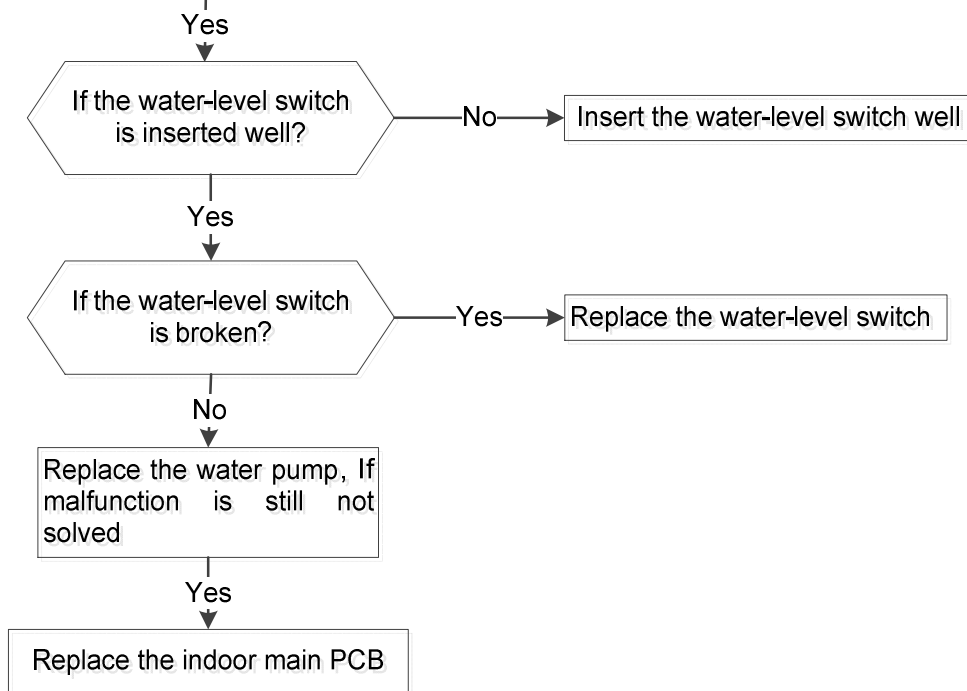 Yes
If the water-level switch
is inserted well?
No
Insert the water-level switch well
Yes
If the water-level switch
is broken?
Yes
Replace the water-level switch
No
Replace the water pump, If
malfunction is still not
solved
Yes
Replace the indoor main PCB